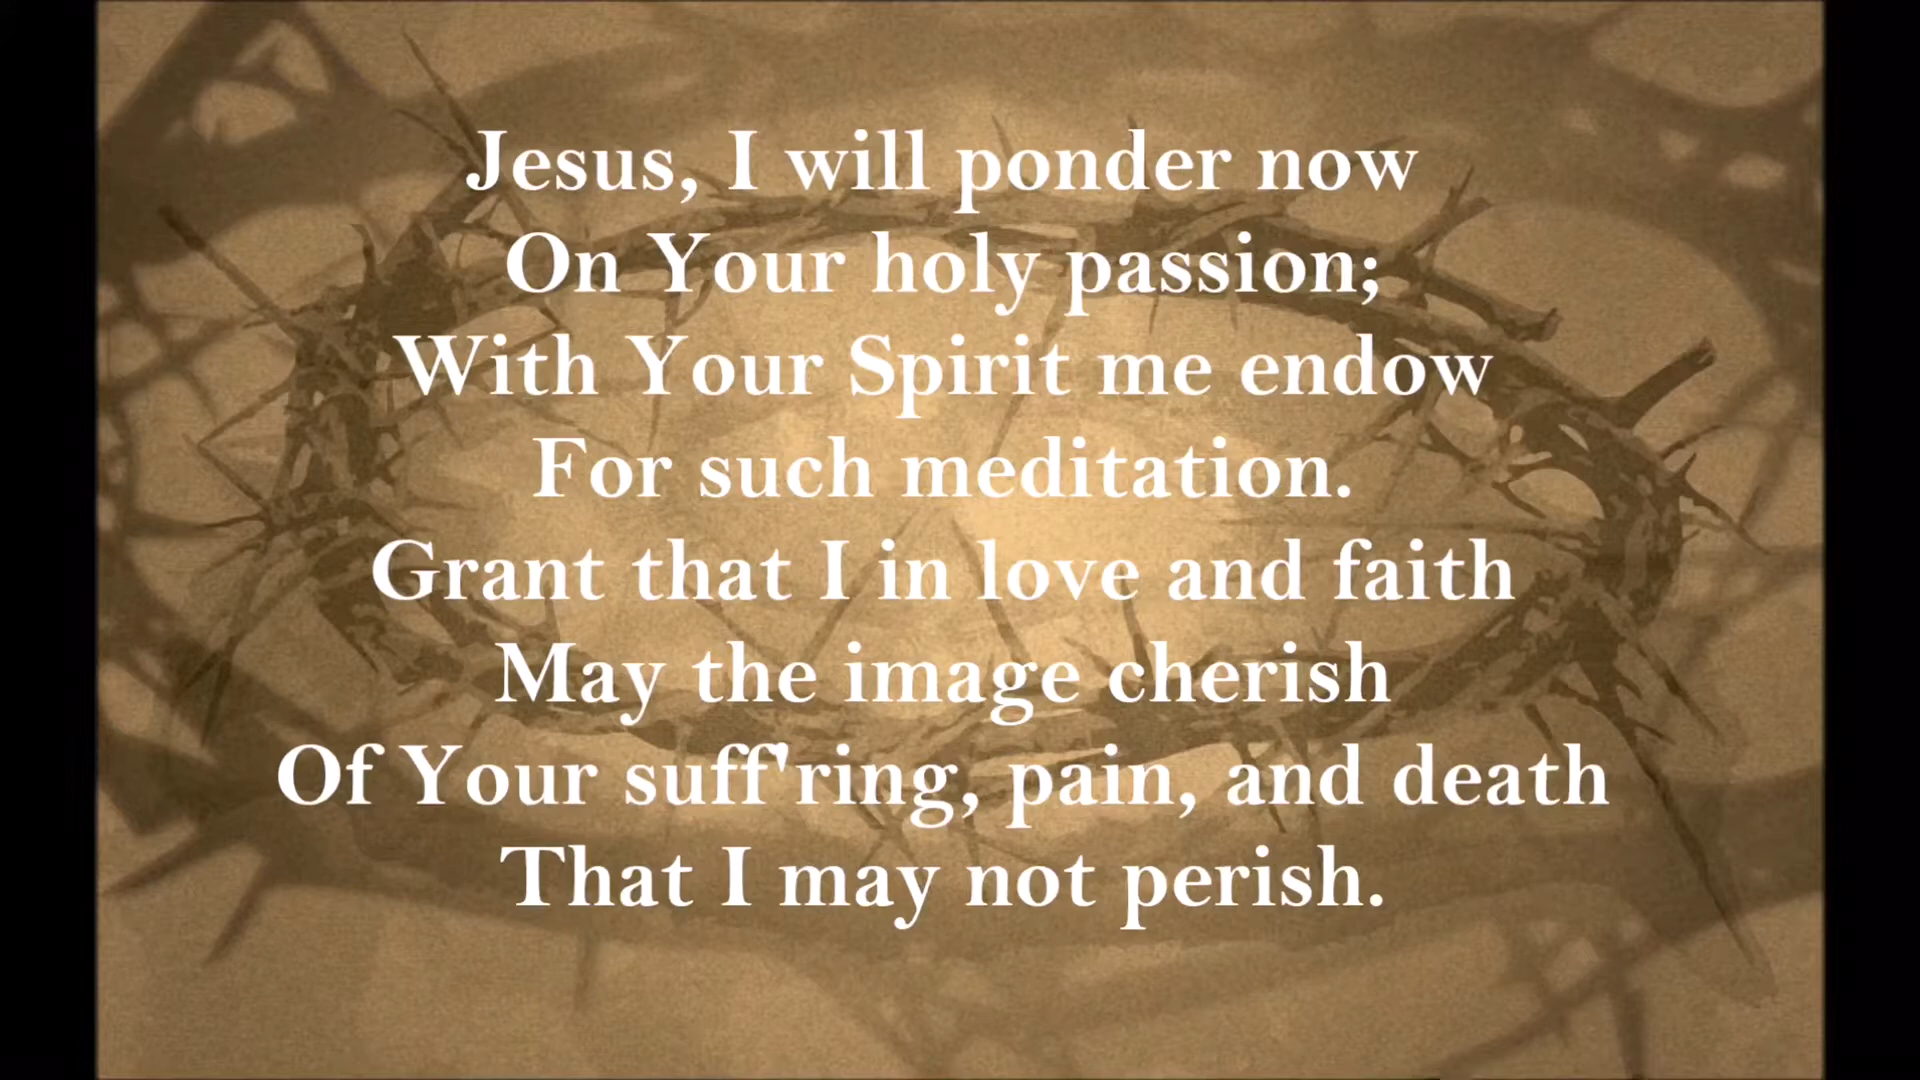 Jesus, I will ponder now
On Your holy passion;
With Your Spirit me endow
For such meditation.
Grant that I in love and faith
May the image cherish
Of Your suff'ring, pain, and death
That I may not perish.